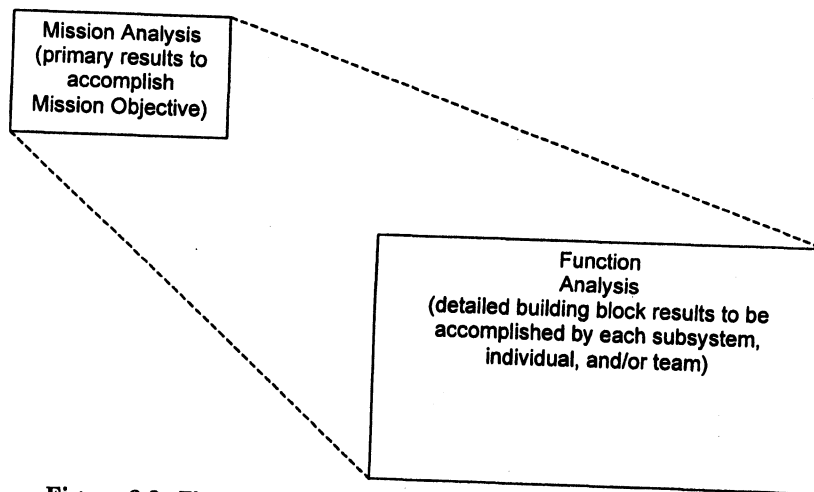 Mission Analysis
(primary results to
accomplish
Mission Objective)
Function
Analysis
(detailed building block results to be
accomplished by each subsystem,
individual, and/or team)